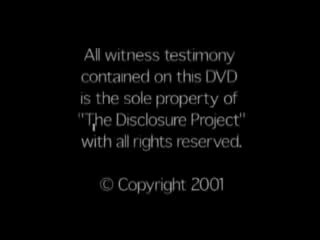 All witness testimony
contained on this DVD
is the sole property of
"The Disclosure Project"
with all rights reserved.
© Copyright 2001